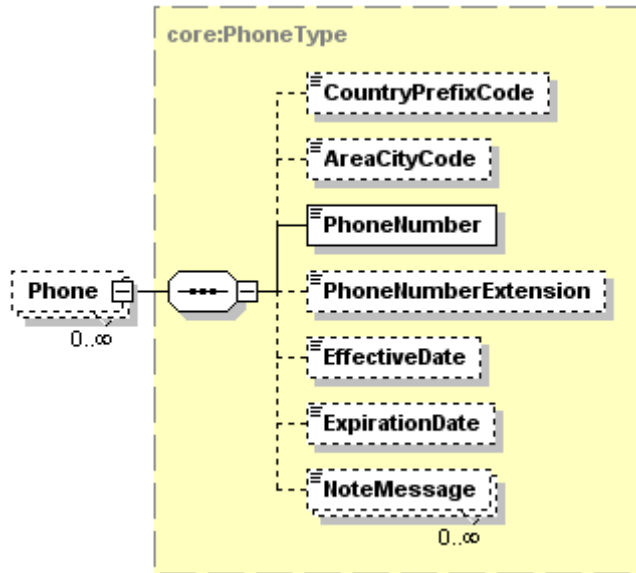 core:PhoneType
CountryPrefixCode
AreaCityCode
PhoneNumber
Phone
0..∞
PhoneNumberExtension
EffectiveDate
ExpirationDate
NoteMessage
0..∞